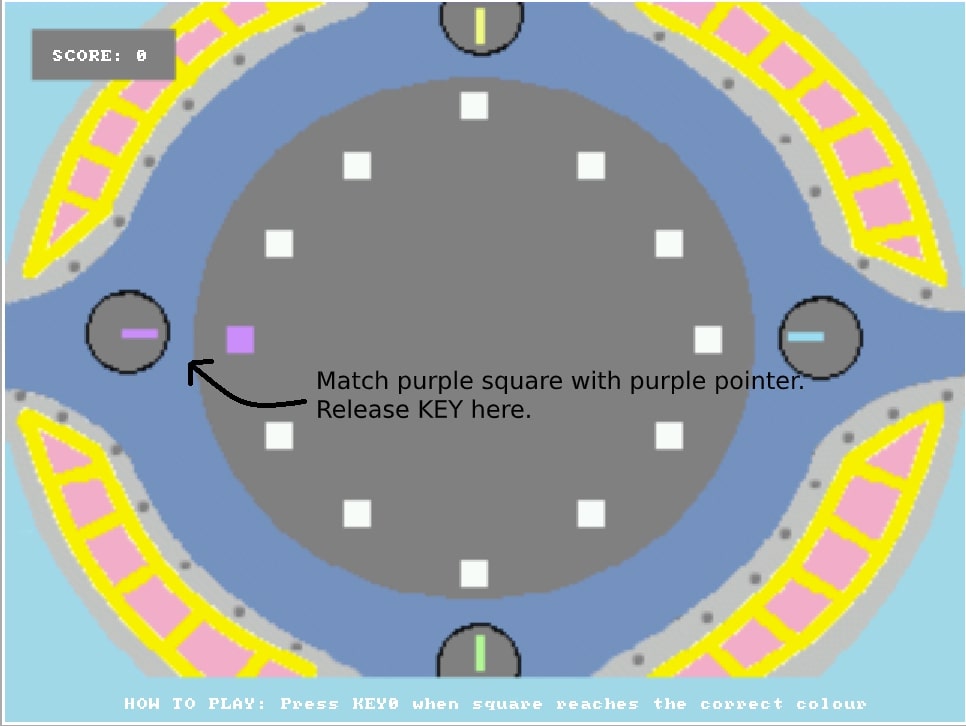 SCORE: 0
Match purple square with purple pointer.
Release KEY here.
HOW TO PLAY: Press KEY0 when square reaches the correct colour